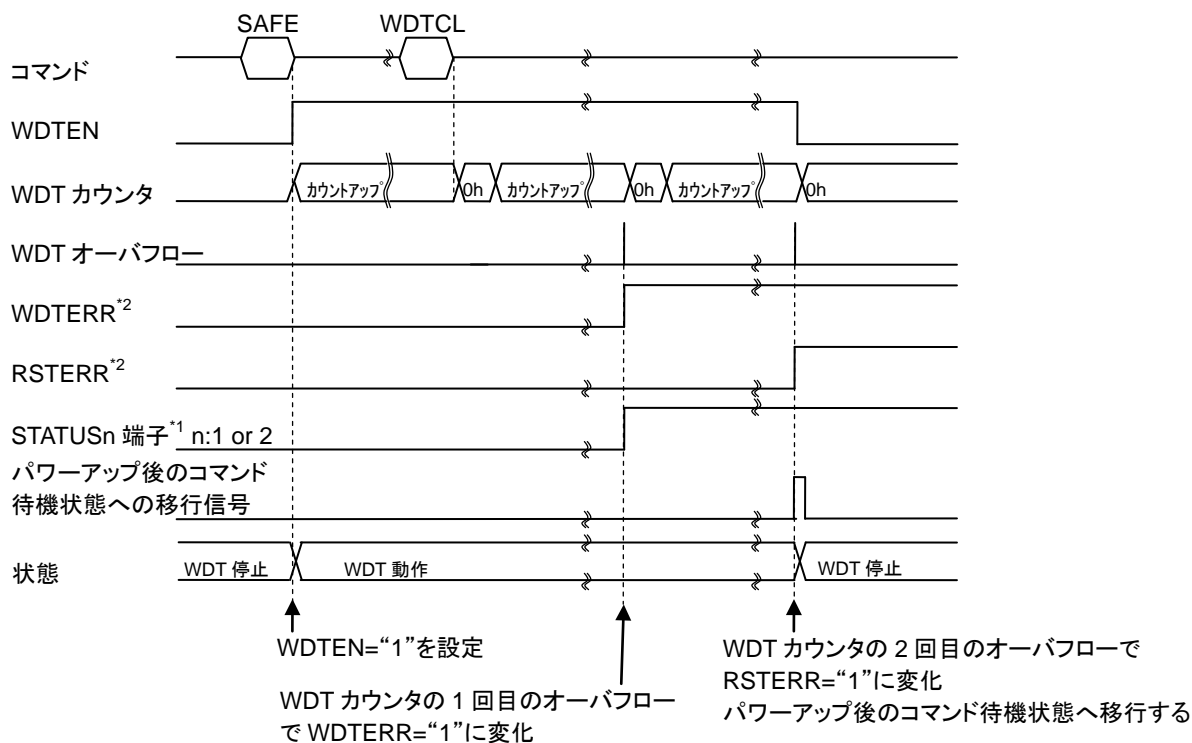 SAFE WDTCL
コマンド
WDTEN
WDT カウンタ カウントアップ 0h カウントアップ 0h カウントアップ 0h
WDT オーバフロー
WDTERR*2
RSTERR*2
STATUSn 端子*1 n:1 or 2
パワーアップ後のコマンド
待機状態への移行信号
状態 WDT 停止 WDT 動作 WDT 停止
WDTEN=“1”を設定
WDT カウンタの 1 回目のオーバフロー
で WDTERR=“1”に変化
WDT カウンタの 2 回目のオーバフローで
RSTERR=“1”に変化
パワーアップ後のコマンド待機状態へ移行する